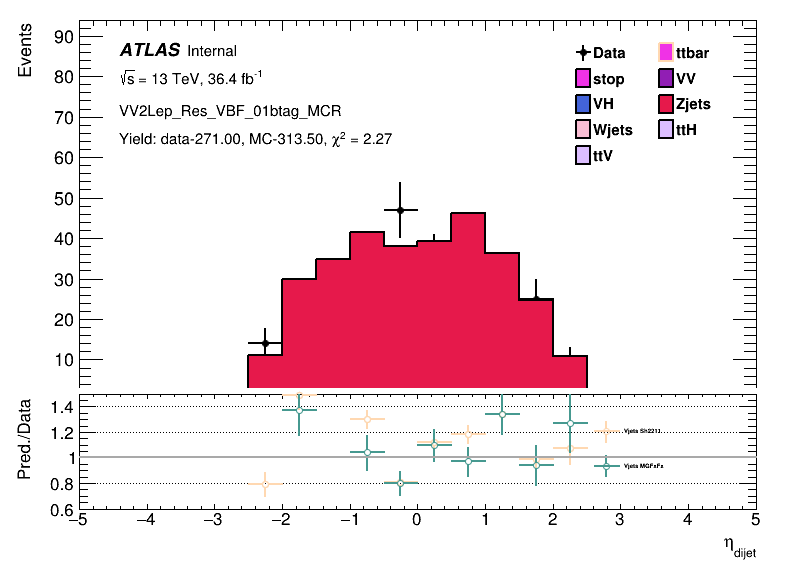 Events
90
80
70
60
50
40
30
20
10
ATLAS Internal
√s = 13 TeV, 36.4 fb⁻¹
VV2Lep_Res_VBF_01btag_MCR
Yield: data-271.00, MC-313.50, χ² = 2.27
Data
ttbar
stop
VV
VH
Zjets
Wjets
ttH
ttV
Pred./Data
1.4
1.2
1
0.8
0.6
Vjets Sh2211
Vjets MGFxFx
−5 −4 −3 −2 −1 0 1 2 3 4 5
η_dijet